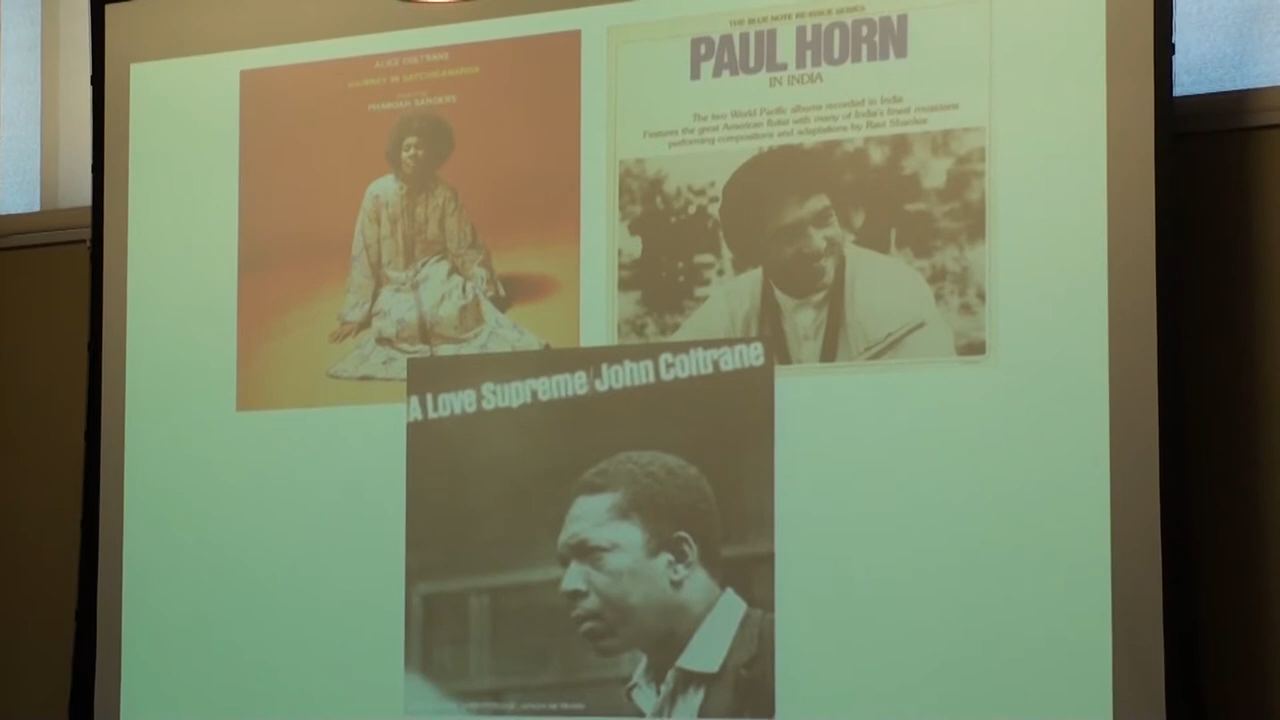 ALICE COLTRANE
JOURNEY IN SATCHIDANANDA
PHAROAH SANDERS
THE BLUE NOTE RE-ISSUE SERIES
PAUL HORN
IN INDIA
The two World Pacific albums recorded in India
Features the great American flutist with many of India's finest musicians
performing compositions and adaptations by Ravi Shankar
A Love Supreme/John Coltrane